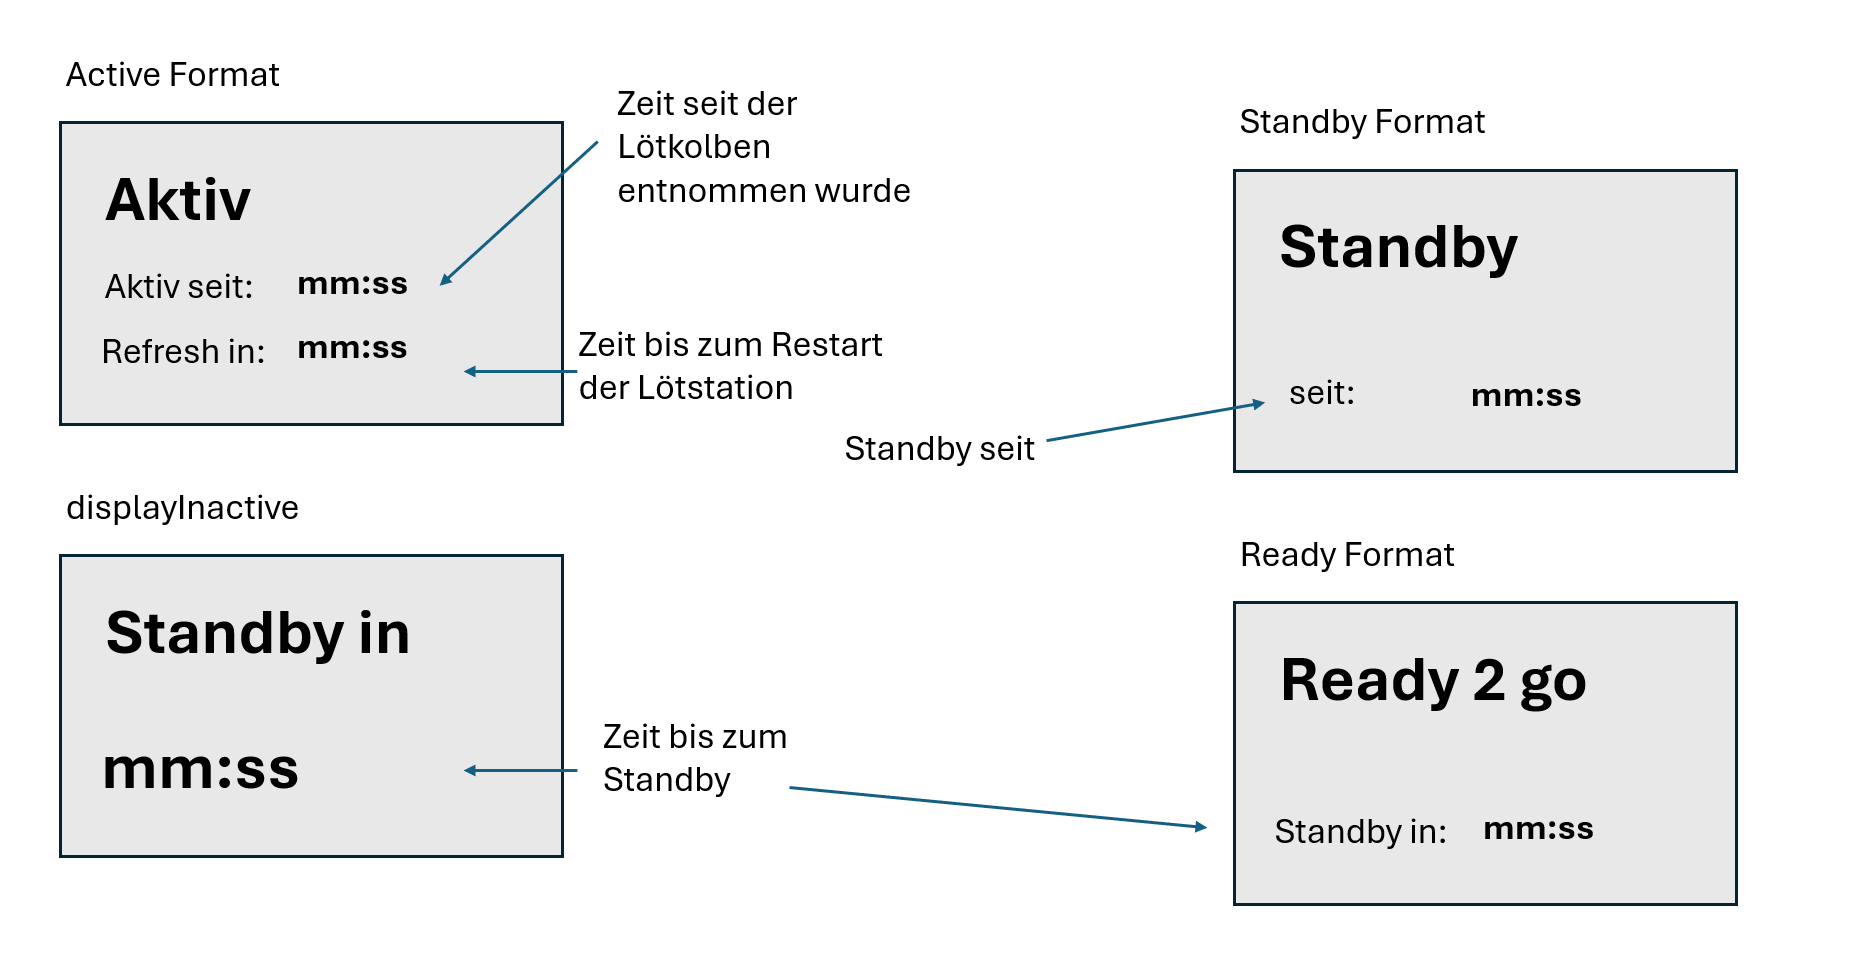 Active Format
Aktiv
Aktiv seit: mm:ss
Refresh in: mm:ss
Zeit seit der
Lötkolben
entnommen wurde
Zeit bis zum Restart
der Lötstation
Standby Format
Standby
seit: mm:ss
Standby seit
displayInactive
Standby in
mm:ss
Zeit bis zum
Standby
Ready Format
Ready 2 go
Standby in: mm:ss